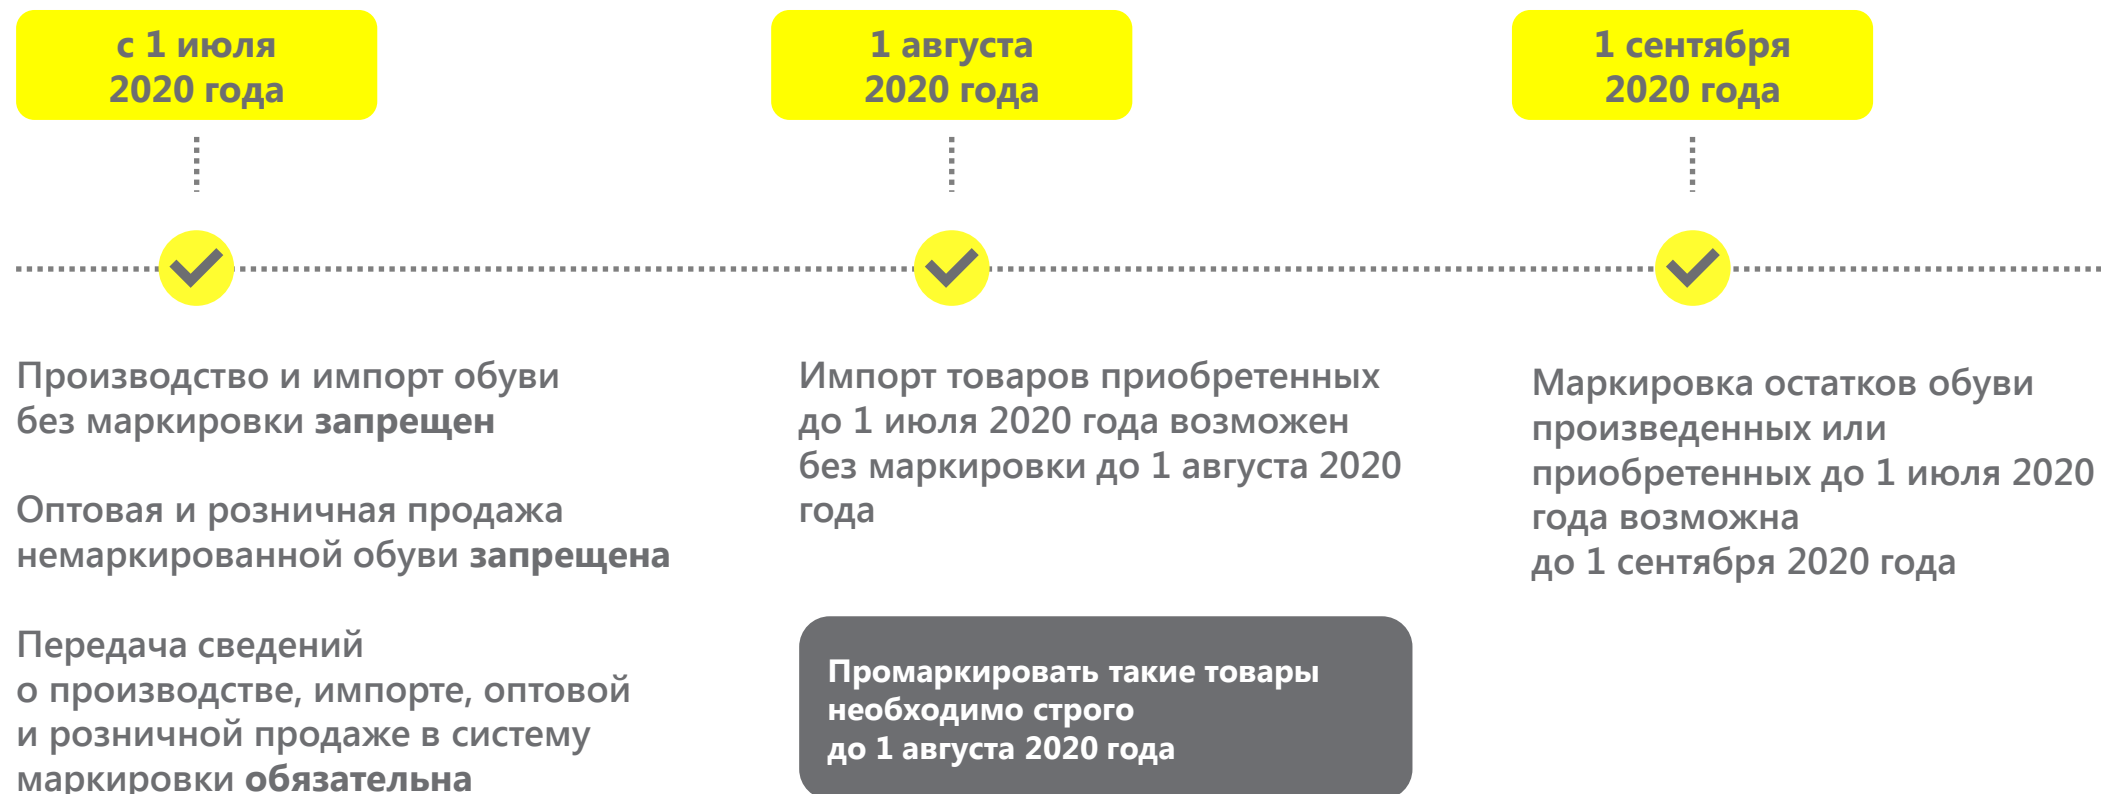 с 1 июля
2020 года
1 августа
2020 года
1 сентября
2020 года
Производство и импорт обуви
без маркировки запрещен
Оптовая и розничная продажа
немаркированной обуви запрещена
Передача сведений
о производстве, импорте, оптовой
и розничной продаже в систему
маркировки обязательна
Импорт товаров приобретенных
до 1 июля 2020 года возможен
без маркировки до 1 августа 2020
года
Промаркировать такие товары
необходимо строго
до 1 августа 2020 года
Маркировка остатков обуви
произведенных или
приобретенных до 1 июля 2020
года возможна
до 1 сентября 2020 года